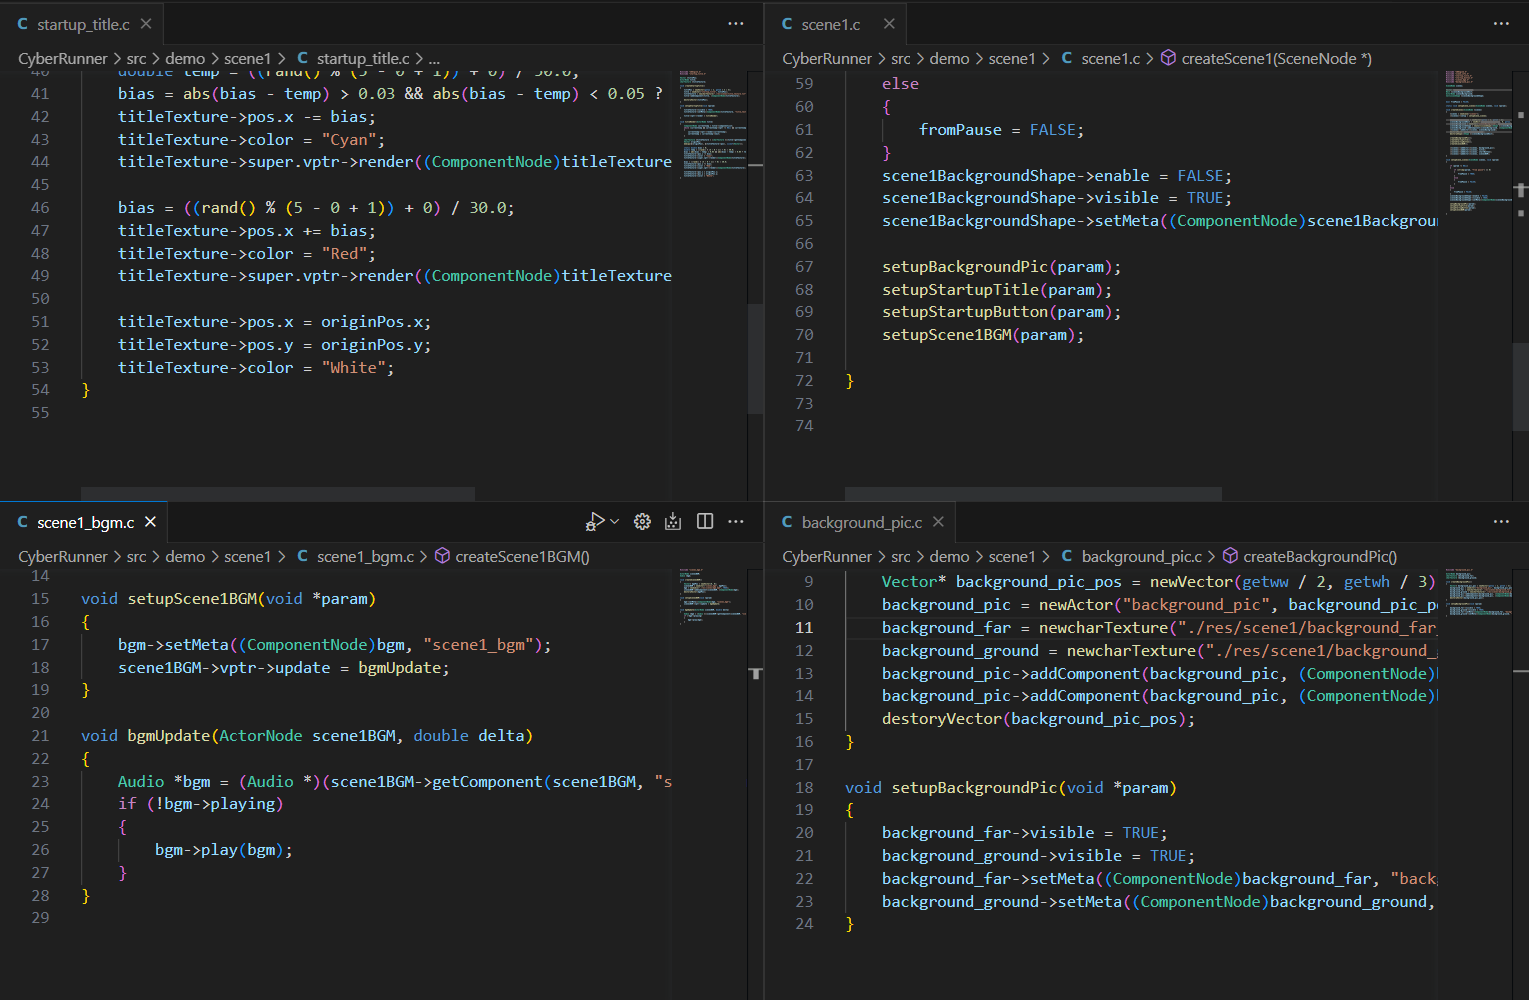 C startup_title.c
CyberRunner > src > demo > scene1 > C startup_title.c > ...
40 double temp = ((rand() % (5 - 0 + 1)) + 0) / 30.0;
41 bias = abs(bias - temp) > 0.03 && abs(bias - temp) < 0.05 ?
42 titleTexture->pos.x -= bias;
43 titleTexture->color = "Cyan";
44 titleTexture->super.vptr->render((ComponentNode)titleTexture
45
46 bias = ((rand() % (5 - 0 + 1)) + 0) / 30.0;
47 titleTexture->pos.x += bias;
48 titleTexture->color = "Red";
49 titleTexture->super.vptr->render((ComponentNode)titleTexture
50
51 titleTexture->pos.x = originPos.x;
52 titleTexture->pos.y = originPos.y;
53 titleTexture->color = "White";
54 }
55
C scene1.c
CyberRunner > src > demo > scene1 > C scene1.c > createScene1(SceneNode *)
59 else
60 {
61 fromPause = FALSE;
62 }
63 scene1BackgroundShape->enable = FALSE;
64 scene1BackgroundShape->visible = TRUE;
65 scene1BackgroundShape->setMeta((ComponentNode)scene1Backgrou
66
67 setupBackgroundPic(param);
68 setupStartupTitle(param);
69 setupStartupButton(param);
70 setupScene1BGM(param);
71
72 }
73
74
C scene1_bgm.c
CyberRunner > src > demo > scene1 > C scene1_bgm.c > createScene1BGM()
14
15 void setupScene1BGM(void *param)
16 {
17 bgm->setMeta((ComponentNode)bgm, "scene1_bgm");
18 scene1BGM->vptr->update = bgmUpdate;
19 }
20
21 void bgmUpdate(ActorNode scene1BGM, double delta)
22 {
23 Audio *bgm = (Audio *)(scene1BGM->getComponent(scene1BGM, "s
24 if (!bgm->playing)
25 {
26 bgm->play(bgm);
27 }
28 }
29
C background_pic.c
CyberRunner > src > demo > scene1 > C background_pic.c > createBackgroundPic()
9 Vector* background_pic_pos = newVector(getww / 2, getwh / 3)
10 background_pic = newActor("background_pic", background_pic_po
11 background_far = newcharTexture("./res/scene1/background_far_
12 background_ground = newcharTexture("./res/scene1/background_
13 background_pic->addComponent(background_pic, (ComponentNode)
14 background_pic->addComponent(background_pic, (ComponentNode)
15 destoryVector(background_pic_pos);
16 }
17
18 void setupBackgroundPic(void *param)
19 {
20 background_far->visible = TRUE;
21 background_ground->visible = TRUE;
22 background_far->setMeta((ComponentNode)background_far, "back
23 background_ground->setMeta((ComponentNode)background_ground,
24 }